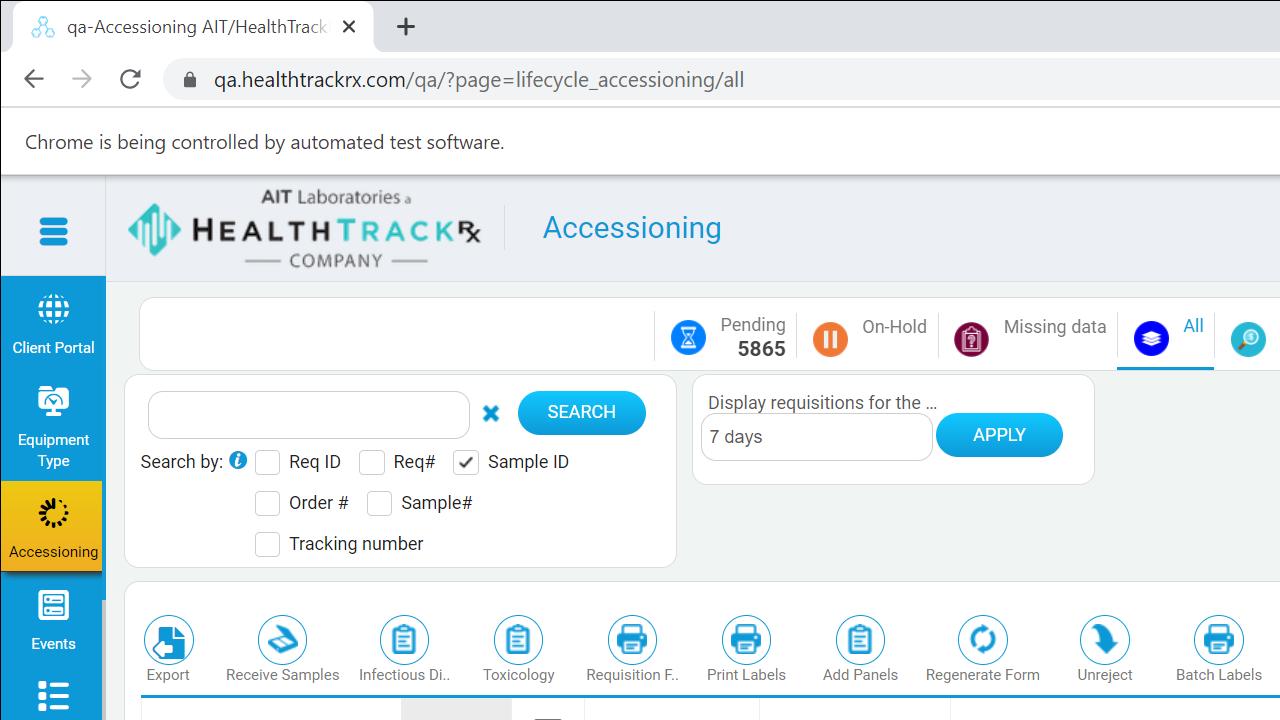 qa-Accessioning AIT/HealthTrack
qa.healthtrackrx.com/qa/?page=lifecycle_accessioning/all
Chrome is being controlled by automated test software.
AIT Laboratories a
HEALTHTRACKRX
COMPANY
Accessioning
Client Portal
Equipment
Type
Accessioning
Events
Pending
5865
On-Hold
Missing data
All
SEARCH
Search by:
Req ID
Req#
Sample ID
Order #
Sample#
Tracking number
Display requisitions for the ...
7 days
APPLY
Export
Receive Samples
Infectious Di..
Toxicology
Requisition F..
Print Labels
Add Panels
Regenerate Form
Unreject
Batch Labels